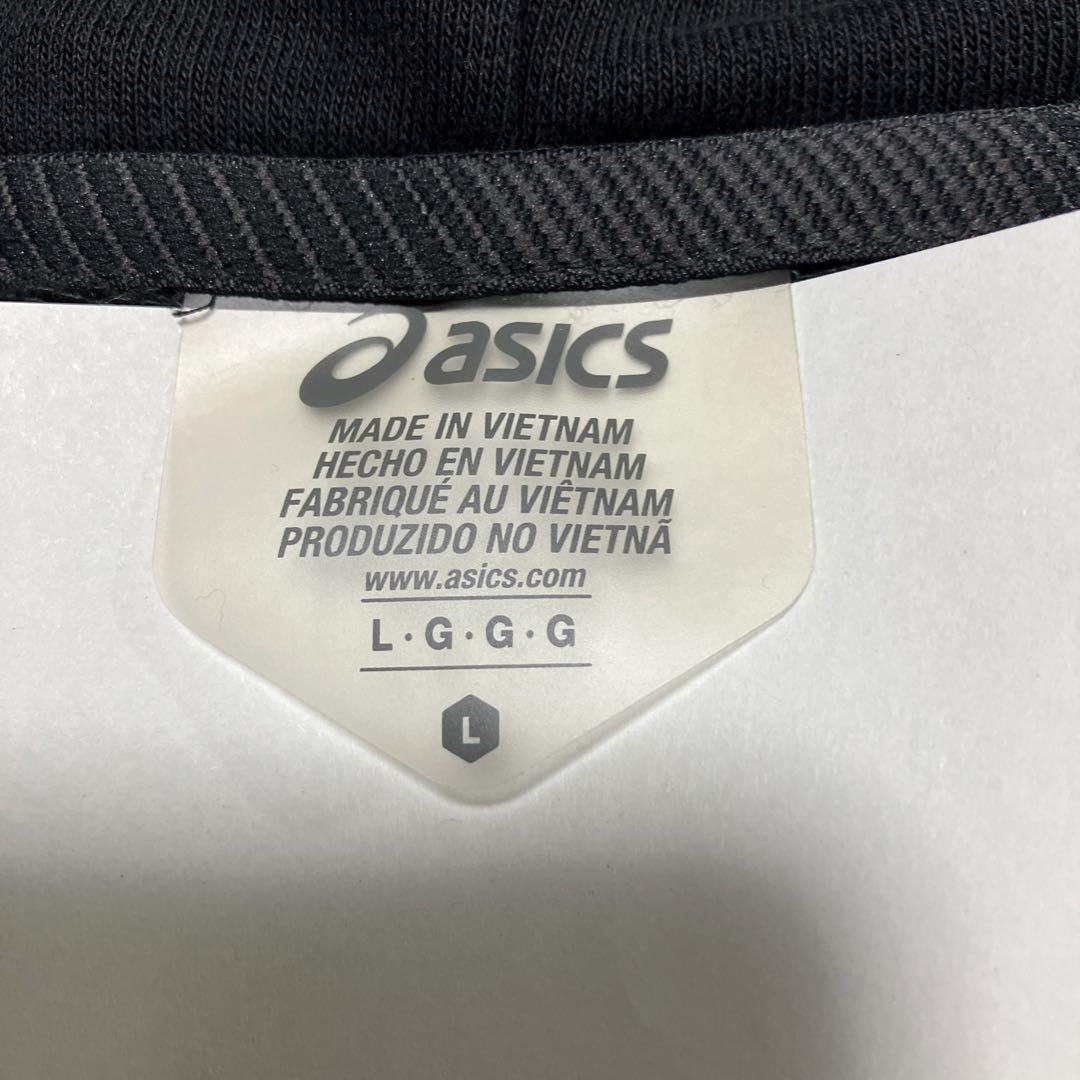 asics
MADE IN VIETNAM
HECHO EN VIETNAM
FABRIQUÉ AU VIÊTNAM
PRODUZIDO NO VIETNÃ
www.asics.com
L·G·G·G
L